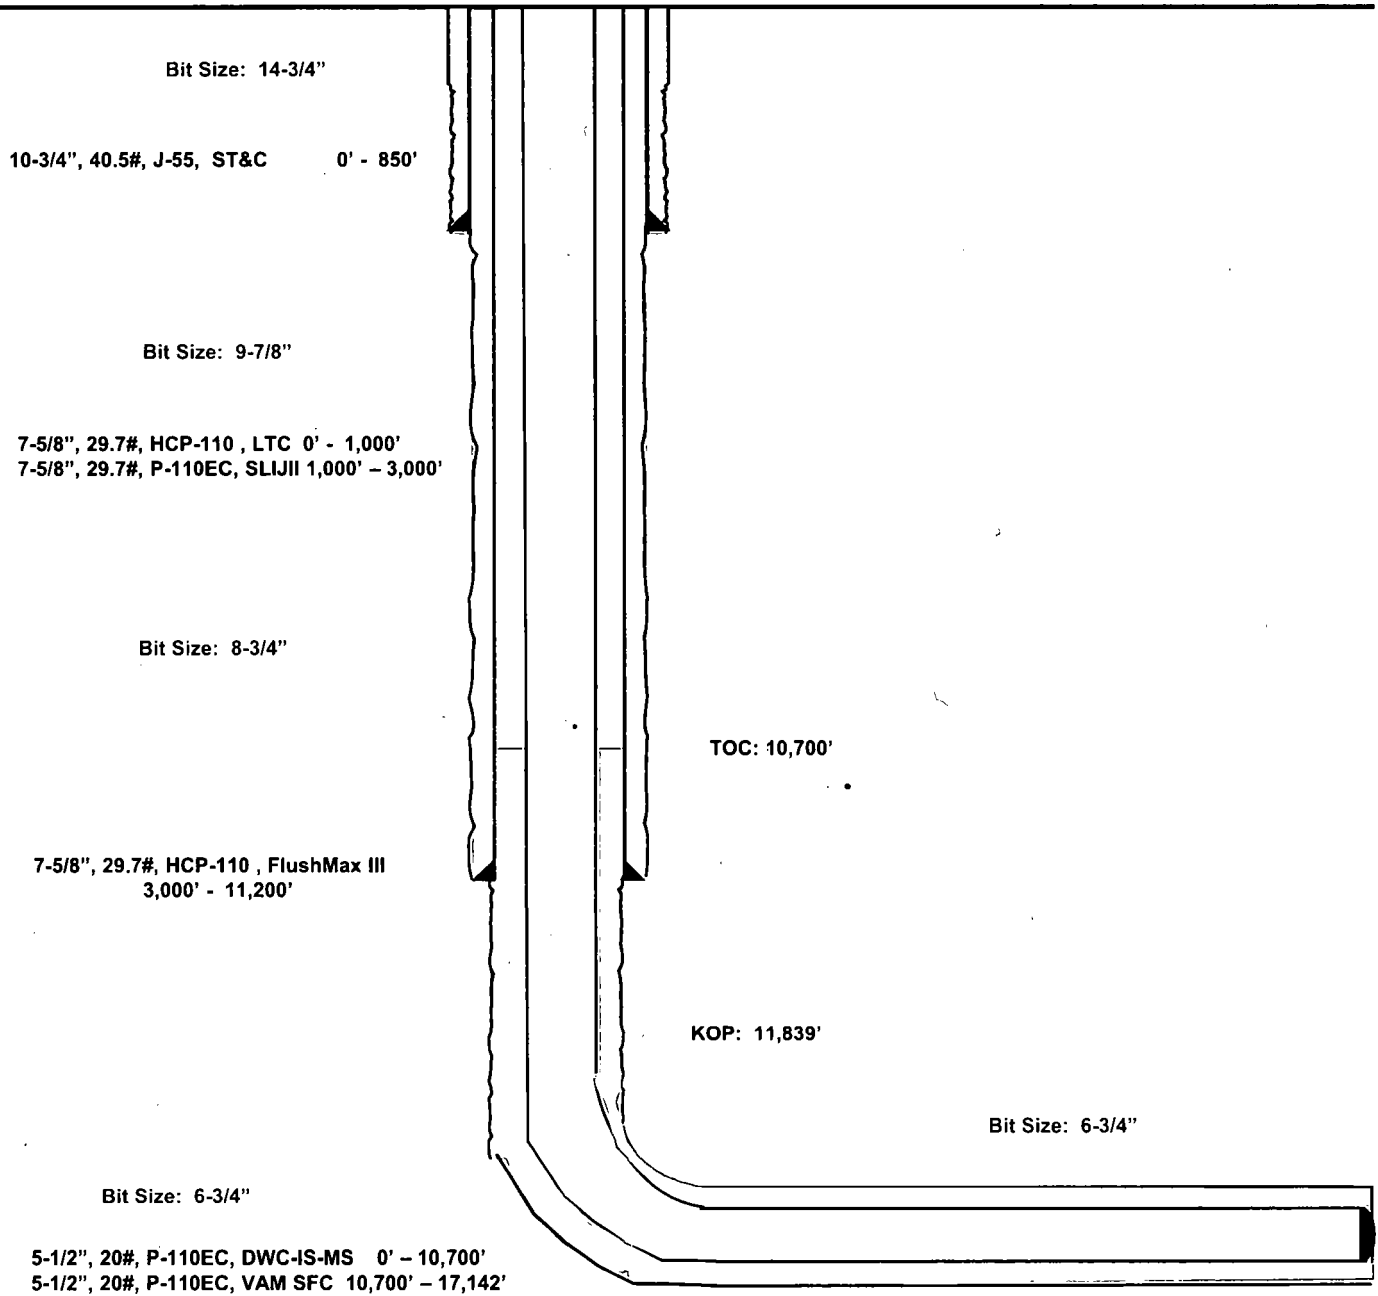 Bit Size: 14-3/4”
10-3/4”, 40.5#, J-55, ST&C 0’ - 850’
Bit Size: 9-7/8”
7-5/8”, 29.7#, HCP-110 , LTC 0’ - 1,000’
7-5/8”, 29.7#, P-110EC, SLIJII 1,000’ – 3,000’
Bit Size: 8-3/4”
TOC: 10,700’
7-5/8”, 29.7#, HCP-110 , FlushMax III
3,000’ - 11,200’
KOP: 11,839’
Bit Size: 6-3/4”
Bit Size: 6-3/4”
5-1/2”, 20#, P-110EC, DWC-IS-MS 0’ – 10,700’
5-1/2”, 20#, P-110EC, VAM SFC 10,700’ – 17,142’